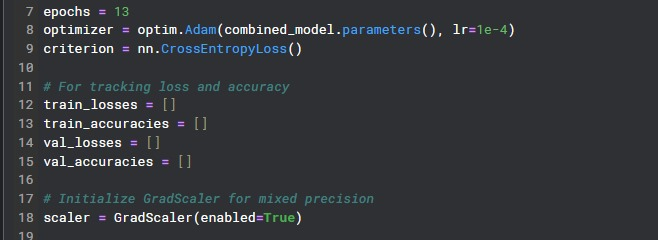 7 epochs = 13
8 optimizer = optim.Adam(combined_model.parameters(), lr=1e-4)
9 criterion = nn.CrossEntropyLoss()
10
11 # For tracking loss and accuracy
12 train_losses = []
13 train_accuracies = []
14 val_losses = []
15 val_accuracies = []
16
17 # Initialize GradScaler for mixed precision
18 scaler = GradScaler(enabled=True)
19